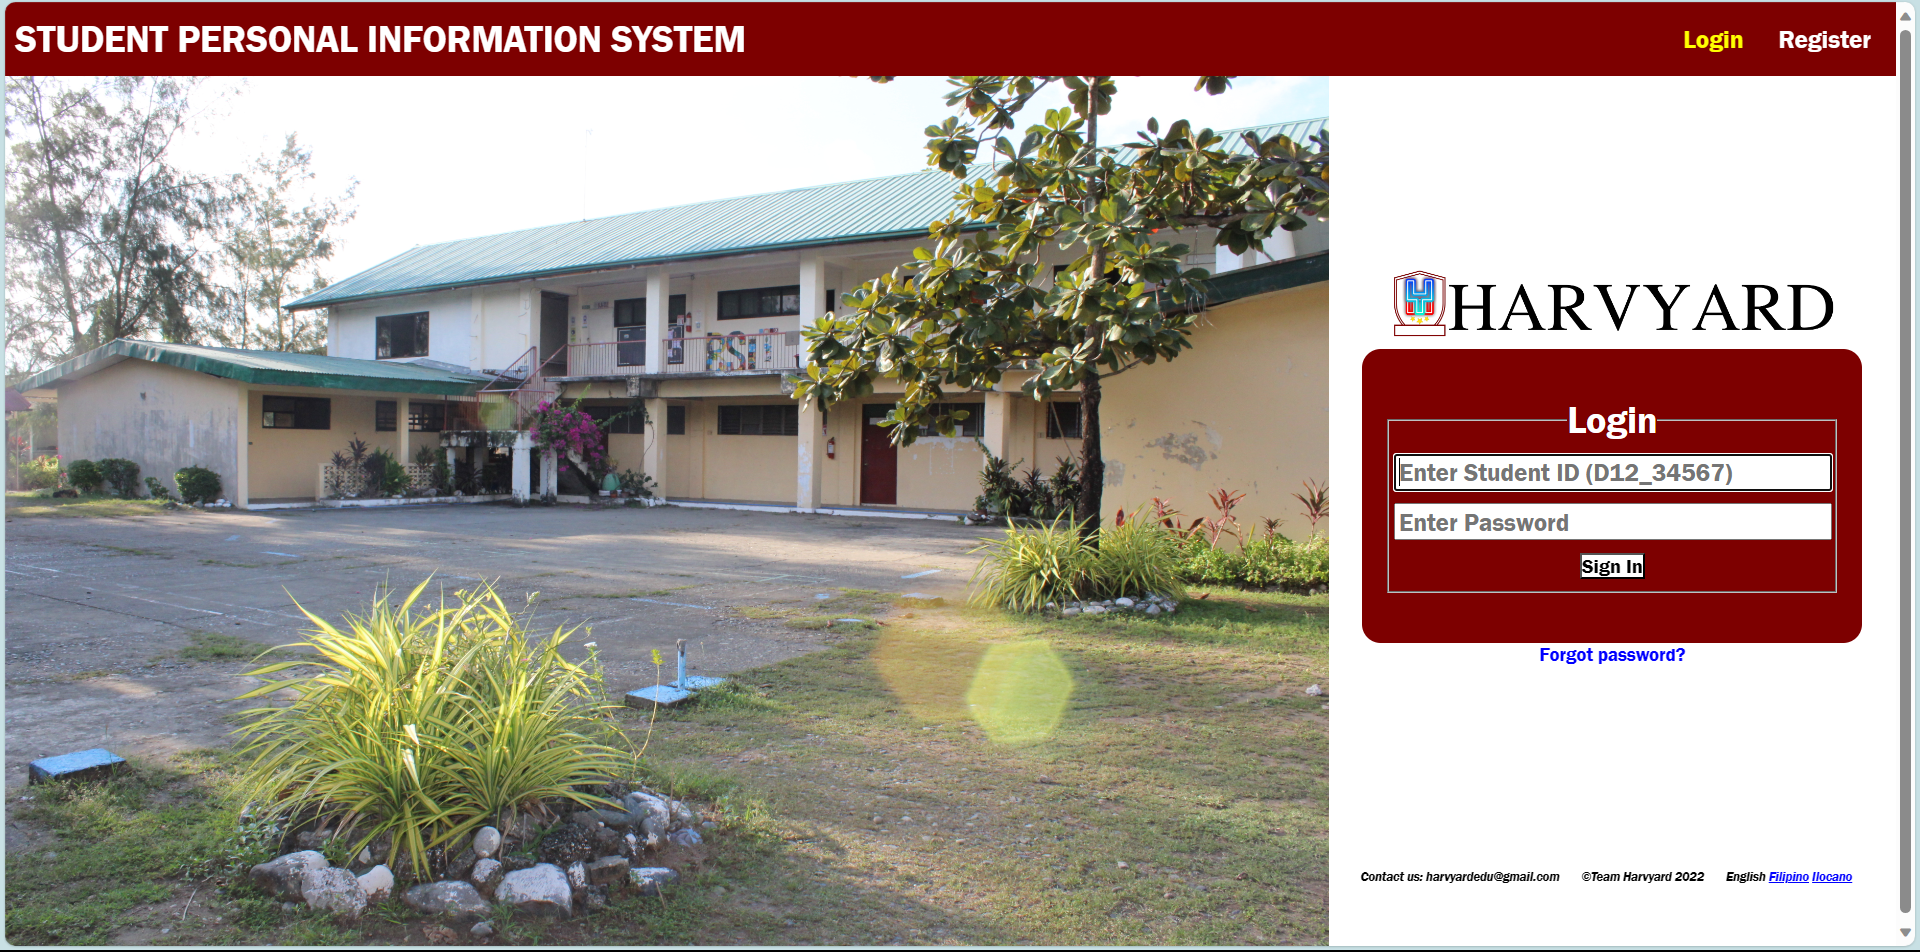 STUDENT PERSONAL INFORMATION SYSTEM
Login Register
HARVYARD
Login
Enter Student ID (D12_34567)
Enter Password
Sign In
Forgot password?
Contact us: harvyardedu@gmail.com ©Team Harvyard 2022 English Filipino Ilocano